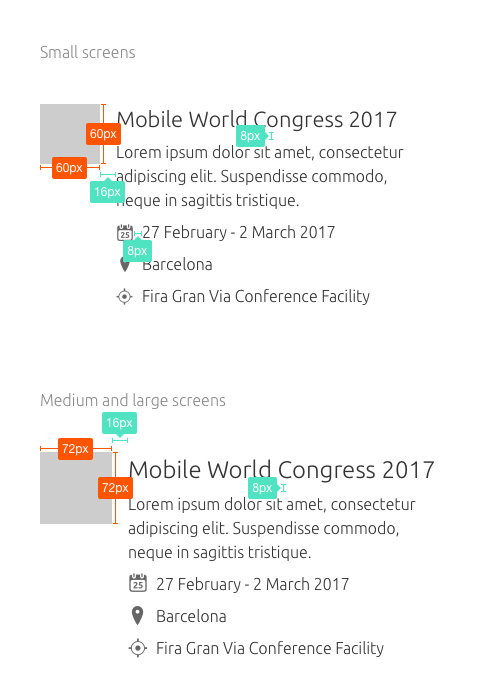 Small screens
Mobile World Congress 2017
60px
8px
Lorem ipsum dolor sit amet, consectetur
60px
adipiscing elit. Suspendisse commodo,
16px
neque in sagittis tristique.
25 27 February - 2 March 2017
8px
Barcelona
Fira Gran Via Conference Facility
Medium and large screens
16px
72px
Mobile World Congress 2017
72px
8px
Lorem ipsum dolor sit amet, consectetur
adipiscing elit. Suspendisse commodo,
neque in sagittis tristique.
25 27 February - 2 March 2017
Barcelona
Fira Gran Via Conference Facility